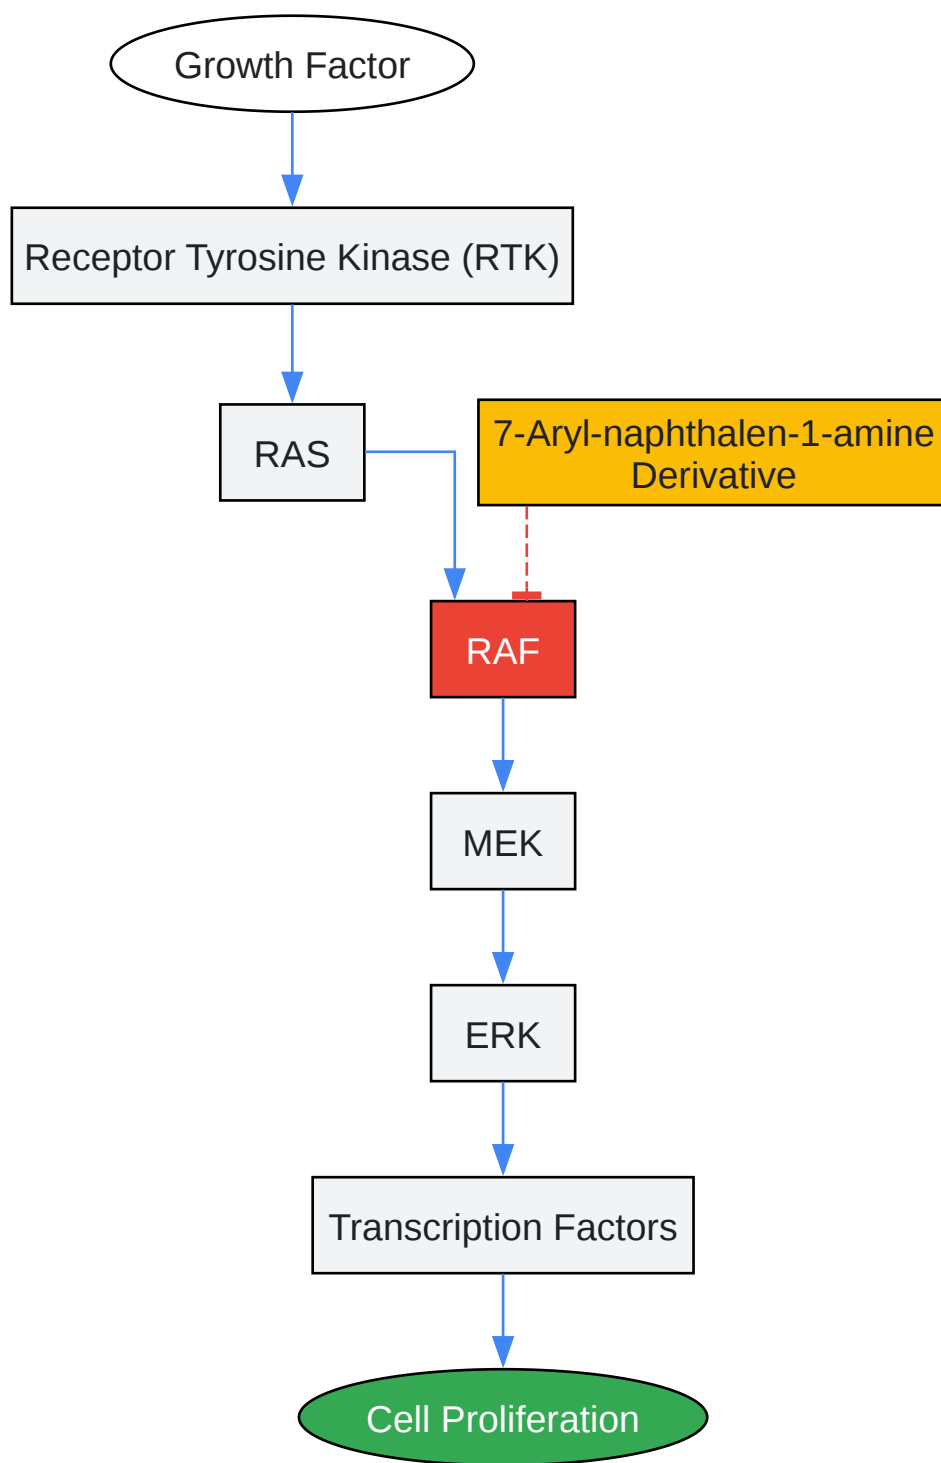 Growth Factor
Receptor Tyrosine Kinase (RTK)
RAS
7-Aryl-naphthalen-1-amine
Derivative
RAF
MEK
ERK
Transcription Factors
Cell Proliferation